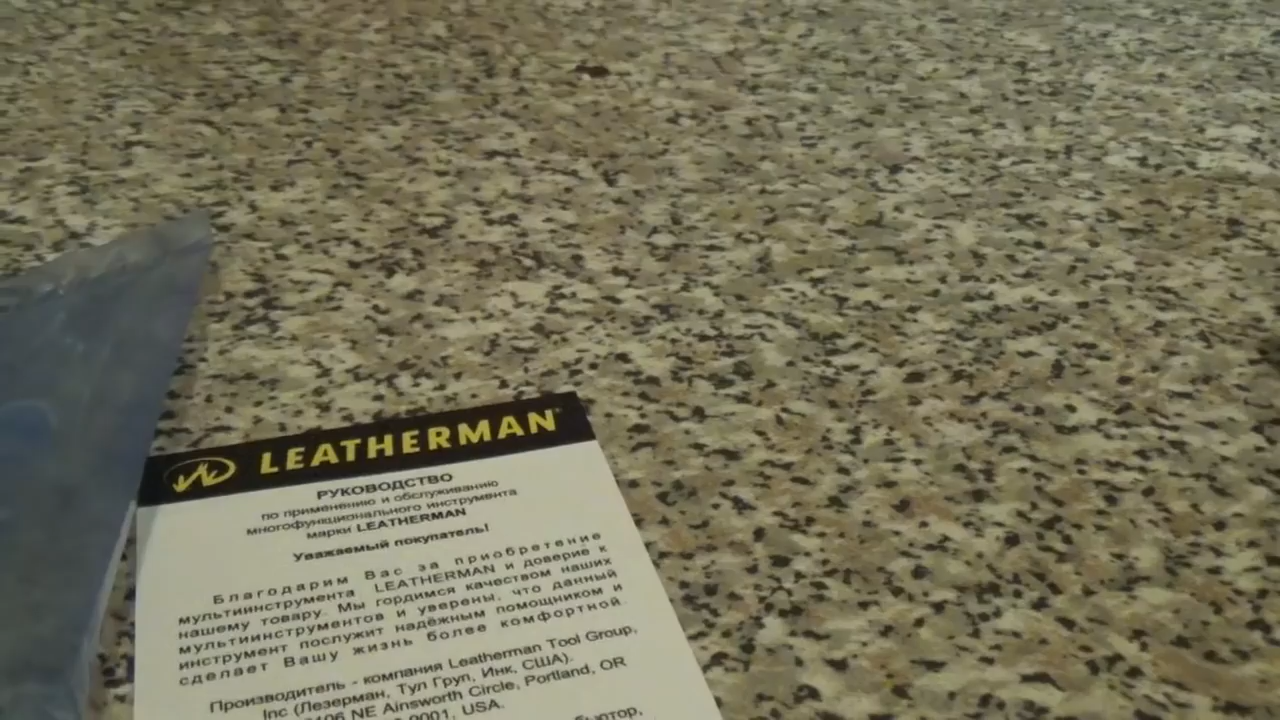 LEATHERMAN
РУКОВОДСТВО
по применению и обслуживанию
многофункционального инструмента
марки LEATHERMAN
Уважаемый покупатель!
Благодарим Вас за приобретение
мультиинструмента LEATHERMAN и доверие к
нашему товару. Мы гордимся качеством наших
мультиинструментов и уверены, что данный
инструмент послужит надёжным помощником и
сделает Вашу жизнь более комфортной.
Производитель - компания Leatherman Tool Group,
Inc (Лезерман, Тул Груп, Инк, США).
NE Ainsworth Circle, Portland, OR
0001, USA.